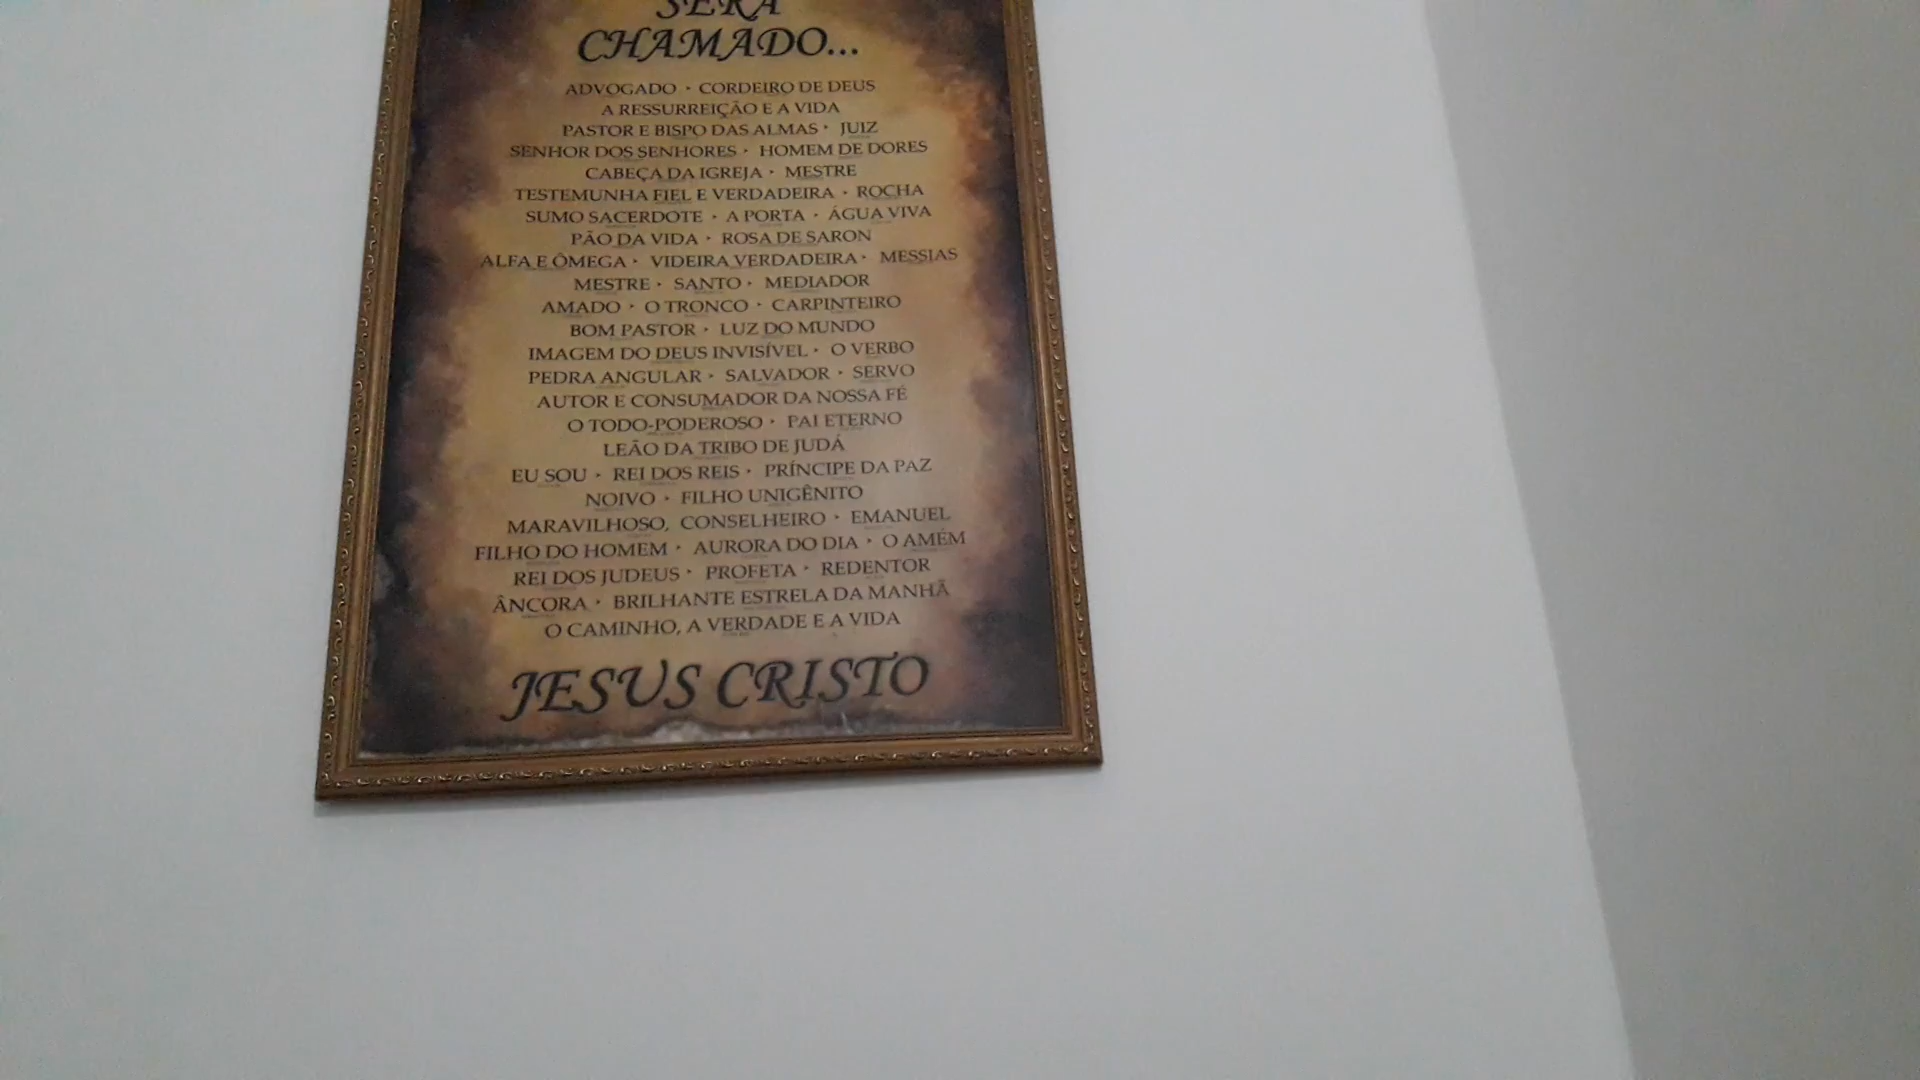 SERÁ
CHAMADO...
ADVOGADO • CORDEIRO DE DEUS
A RESSURREIÇÃO E A VIDA
PASTOR E BISPO DAS ALMAS • JUIZ
SENHOR DOS SENHORES • HOMEM DE DORES
CABEÇA DA IGREJA • MESTRE
TESTEMUNHA FIEL E VERDADEIRA • ROCHA
SUMO SACERDOTE • A PORTA • ÁGUA VIVA
PÃO DA VIDA • ROSA DE SARON
ALFA E ÔMEGA • VIDEIRA VERDADEIRA • MESSIAS
MESTRE • SANTO • MEDIADOR
AMADO • O TRONCO • CARPINTEIRO
BOM PASTOR • LUZ DO MUNDO
IMAGEM DO DEUS INVISÍVEL • O VERBO
PEDRA ANGULAR • SALVADOR • SERVO
AUTOR E CONSUMADOR DA NOSSA FÉ
O TODO-PODEROSO • PAI ETERNO
LEÃO DA TRIBO DE JUDÁ
EU SOU • REI DOS REIS • PRÍNCIPE DA PAZ
NOIVO • FILHO UNIGÊNITO
MARAVILHOSO, CONSELHEIRO • EMANUEL
FILHO DO HOMEM • AURORA DO DIA • O AMÉM
REI DOS JUDEUS • PROFETA • REDENTOR
ÂNCORA • BRILHANTE ESTRELA DA MANHÃ
O CAMINHO, A VERDADE E A VIDA
JESUS CRISTO